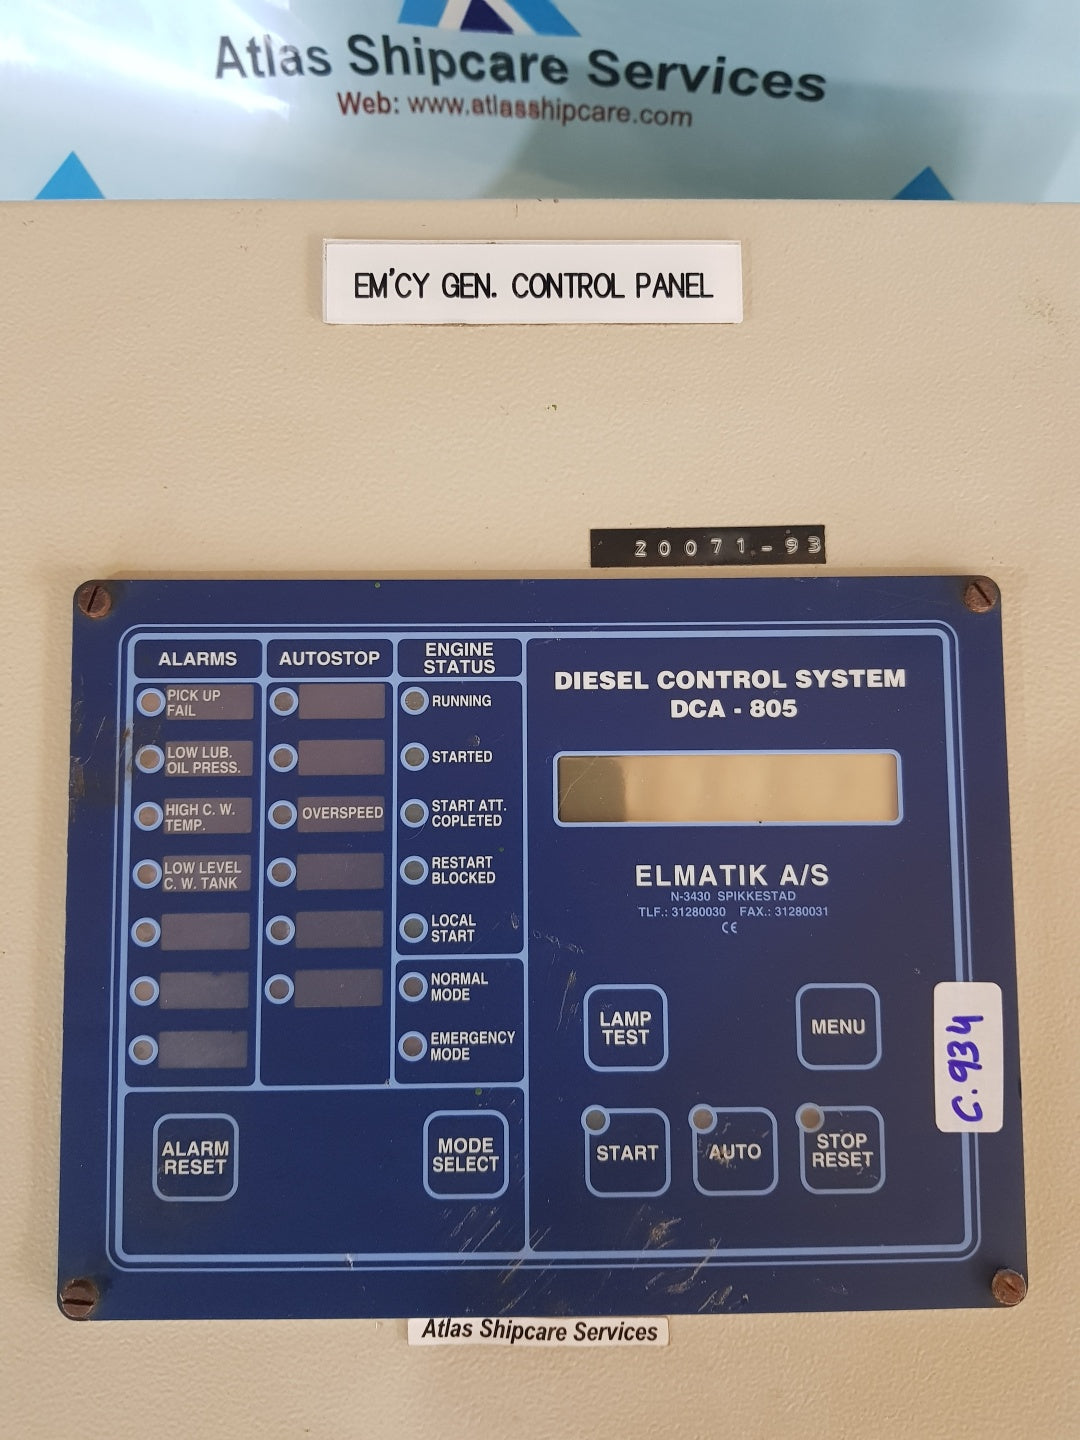 Atlas Shipcare Services
Web: www.atlasshipcare.com
EM'CY GEN. CONTROL PANEL
20071-93
ALARMS
PICK UP
FAIL
LOW LUB.
OIL PRESS.
HIGH C. W.
TEMP.
LOW LEVEL
C. W. TANK
AUTOSTOP
OVERSPEED
ENGINE
STATUS
RUNNING
STARTED
START ATT.
COPLETED
RESTART
BLOCKED
LOCAL
START
NORMAL
MODE
EMERGENCY
MODE
ALARM
RESET
MODE
SELECT
DIESEL CONTROL SYSTEM
DCA - 805
ELMATIK A/S
N-3430 SPIKKESTAD
TLF.: 31280030 FAX.: 31280031
CE
LAMP
TEST
MENU
START
AUTO
STOP
RESET
C.934
Atlas Shipcare Services